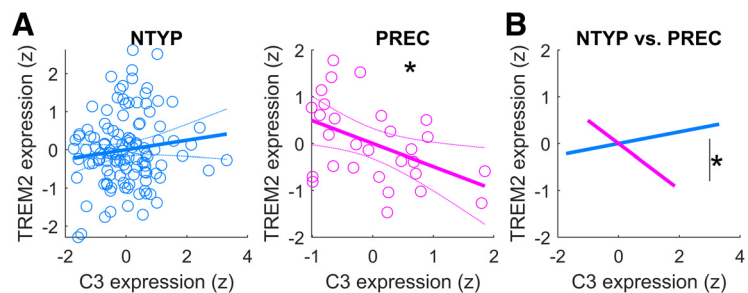 A
NTYP
PREC
B
NTYP vs. PREC
TREM2 expression (z)
2
1
0
-1
-2
-2
0
2
4
C3 expression (z)
TREM2 expression (z)
2
1
0
-1
-2
*
-1
0
1
2
C3 expression (z)
TREM2 expression (z)
2
1
0
-1
-2
*
-2
0
2
4
C3 expression (z)